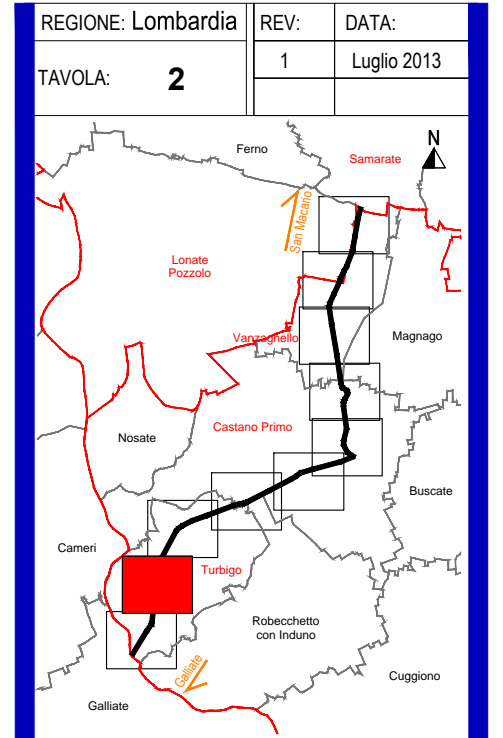 REGIONE: Lombardia
REV:
DATA:
1
Luglio 2013
TAVOLA:
2
Ferno
Samarate
N
San Macario
Lonate
Pozzolo
Vanzaghello
Magnago
Castano Primo
Nosate
Buscate
Cameri
Turbigo
Robecchetto
con Induno
Galliate
Cuggiono
Galliate